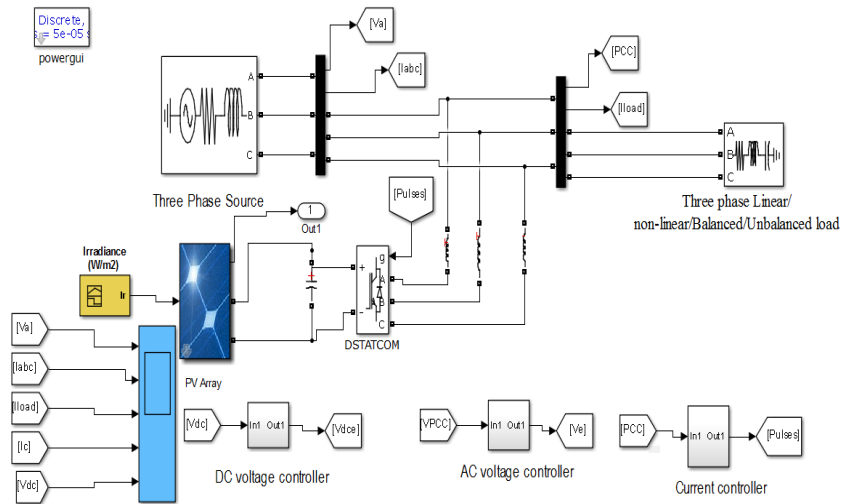 Discrete,
s = 5e-05 s
powergui
[Va]
[Iabc]
[PCC]
[Iload]
A
B
C
A
B
C
Three Phase Source
[Pulses]
Three phase Linear/
non-linear/Balanced/Unbalanced load
1
Out1
Irradiance
(W/m2)
Ir
+
-
g
A
B
C
DSTATCOM
PV Array
[Va]
[Iabc]
[Iload]
[Ic]
[Vdc]
[Vdc]
In1 Out1
[Vdce]
DC voltage controller
[VPCC]
In1 Out1
[Ve]
AC voltage controller
[PCC]
In1 Out1
[Pulses]
Current controller